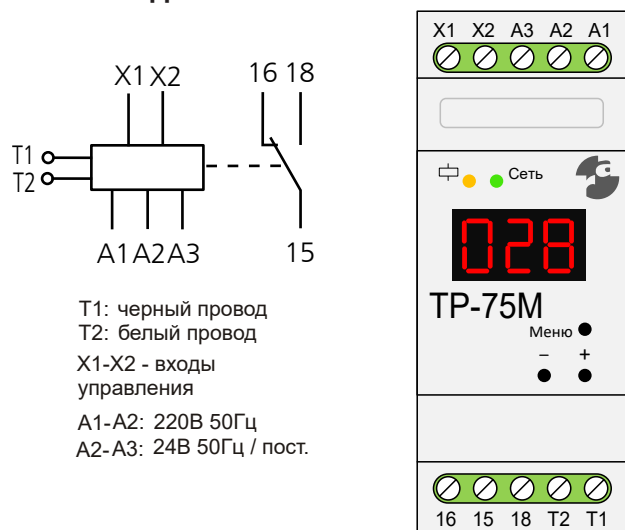 X1 X2
16 18
T1
T2
A1 A2 A3
15
T1: черный провод
T2: белый провод
X1-X2 - входы
управления
A1-A2: 220В 50Гц
A2-A3: 24В 50Гц / пост.
X1 X2 A3 A2 A1
Сеть
028
TP-75M
Меню
− +
16 15 18 T2 T1